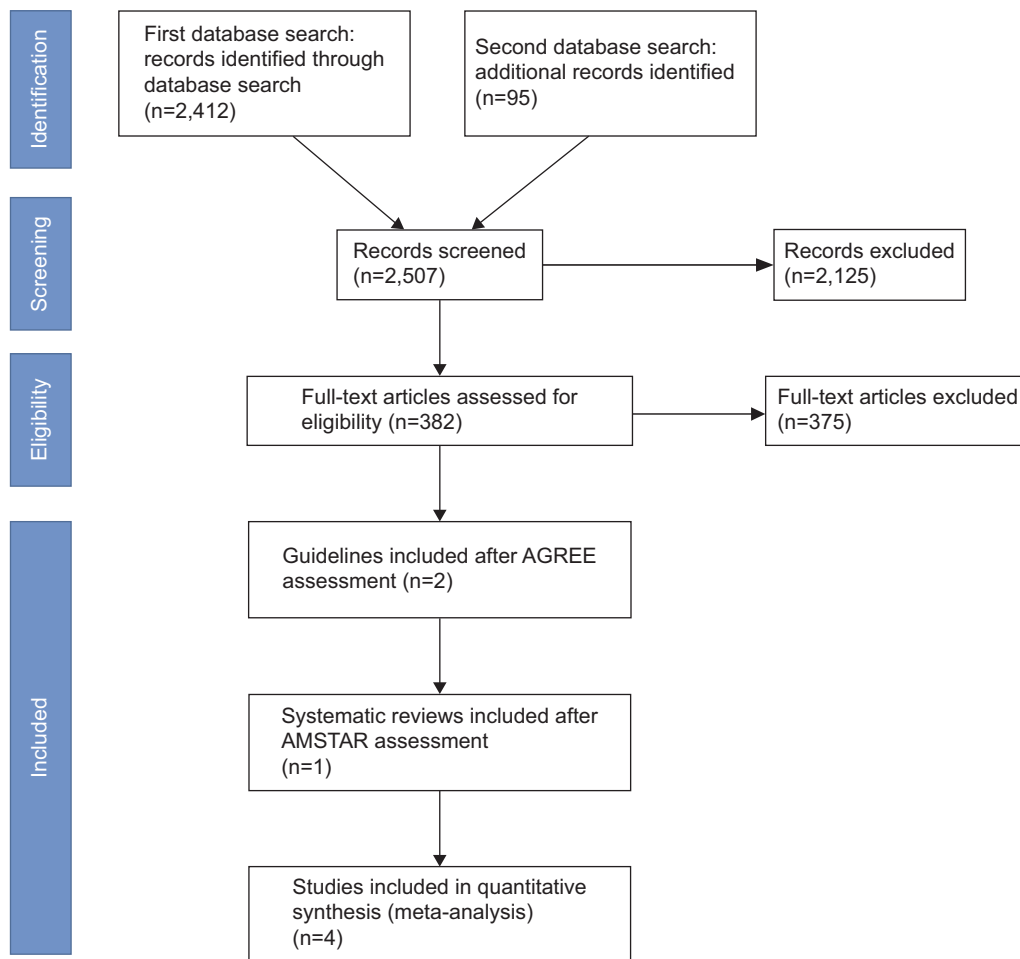 Identification
First database search:
records identified through
database search
(n=2,412)
Second database search:
additional records identified
(n=95)
Screening
Records screened
(n=2,507)
Records excluded
(n=2,125)
Eligibility
Full-text articles assessed for
eligibility (n=382)
Full-text articles excluded
(n=375)
Included
Guidelines included after AGREE
assessment (n=2)
Systematic reviews included after
AMSTAR assessment
(n=1)
Studies included in quantitative
synthesis (meta-analysis)
(n=4)